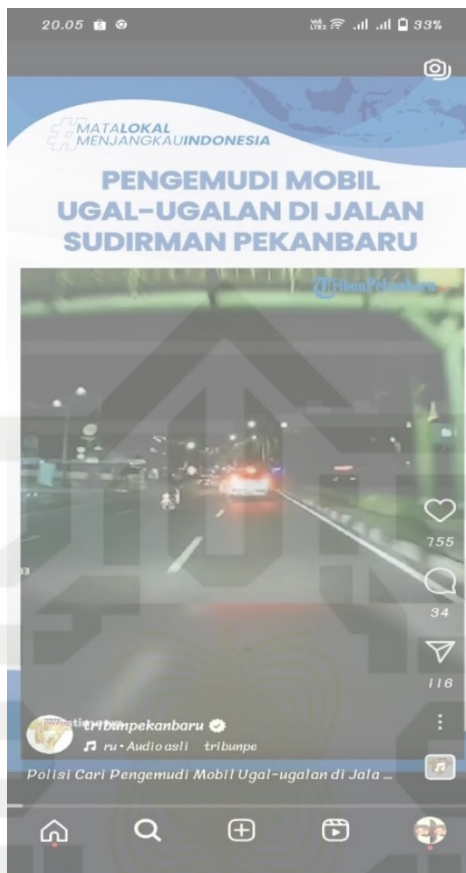 20.05
33%
#MATALOKAL
MENJANGKAUINDONESIA
PENGEMUDI MOBIL
UGAL-UGALAN DI JALAN
SUDIRMAN PEKANBARU
TribunPekanbaru
755
34
116
tribunpekanbaru
ru • Audio asli tribunpe
Polisi Cari Pengemudi Mobil Ugal-ugalan di Jala ...